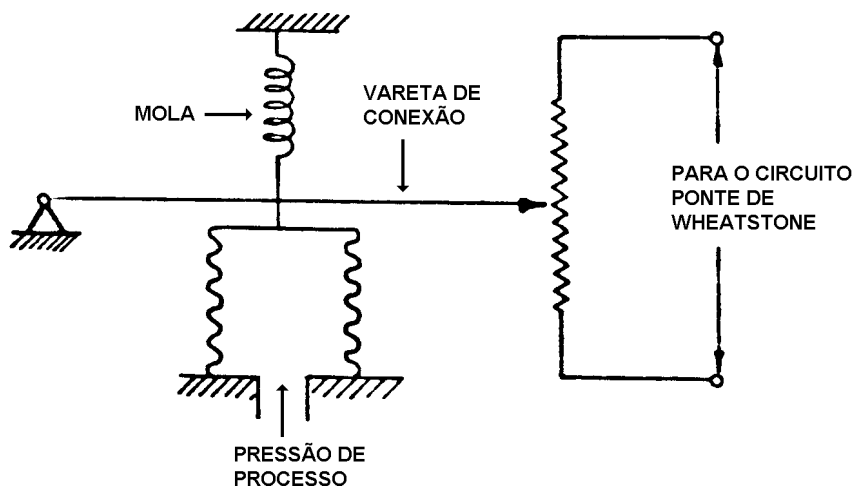 MOLA
VARETA DE
CONEXÃO
PARA O CIRCUITO
PONTE DE
WHEATSTONE
PRESSÃO DE
PROCESSO